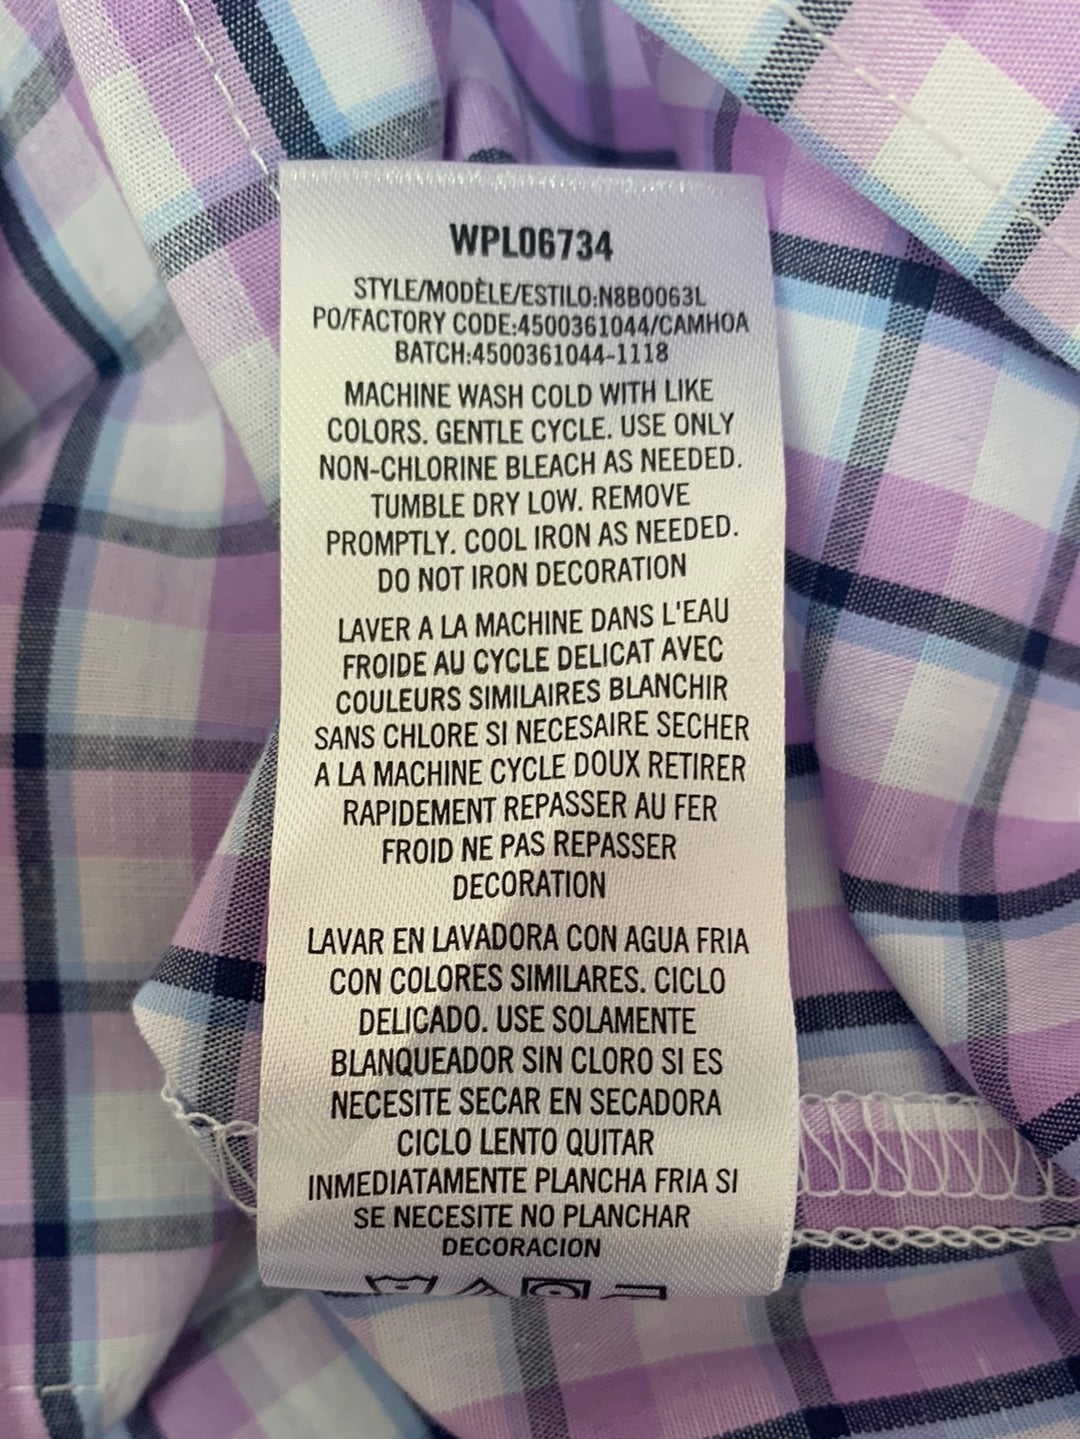 WPL06734
STYLE/MODÈLE/ESTILO:N8B0063L
PO/FACTORY CODE:4500361044/CAMHOA
BATCH:4500361044-1118
MACHINE WASH COLD WITH LIKE
COLORS. GENTLE CYCLE. USE ONLY
NON-CHLORINE BLEACH AS NEEDED.
TUMBLE DRY LOW. REMOVE
PROMPTLY. COOL IRON AS NEEDED.
DO NOT IRON DECORATION
LAVER A LA MACHINE DANS L'EAU
FROIDE AU CYCLE DELICAT AVEC
COULEURS SIMILAIRES BLANCHIR
SANS CHLORE SI NECESAIRE SECHER
A LA MACHINE CYCLE DOUX RETIRER
RAPIDEMENT REPASSER AU FER
FROID NE PAS REPASSER
DECORATION
LAVAR EN LAVADORA CON AGUA FRIA
CON COLORES SIMILARES. CICLO
DELICADO. USE SOLAMENTE
BLANQUEADOR SIN CLORO SI ES
NECESITE SECAR EN SECADORA
CICLO LENTO QUITAR
INMEDIATAMENTE PLANCHA FRIA SI
SE NECESITE NO PLANCHAR
DECORACION